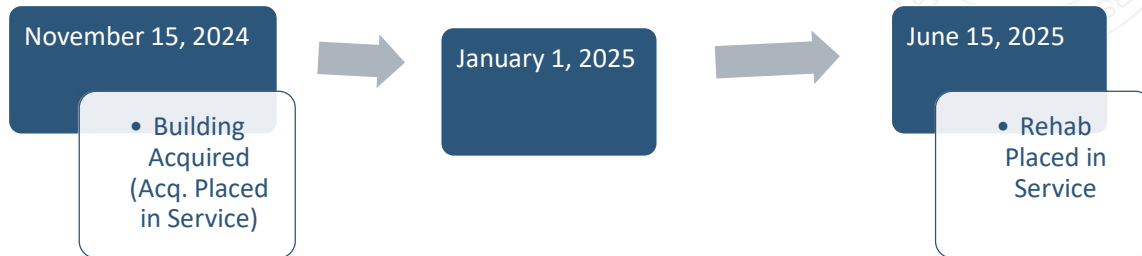 November 15, 2024
• Building
Acquired
(Acq. Placed
in Service)
January 1, 2025
June 15, 2025
• Rehab
Placed in
Service